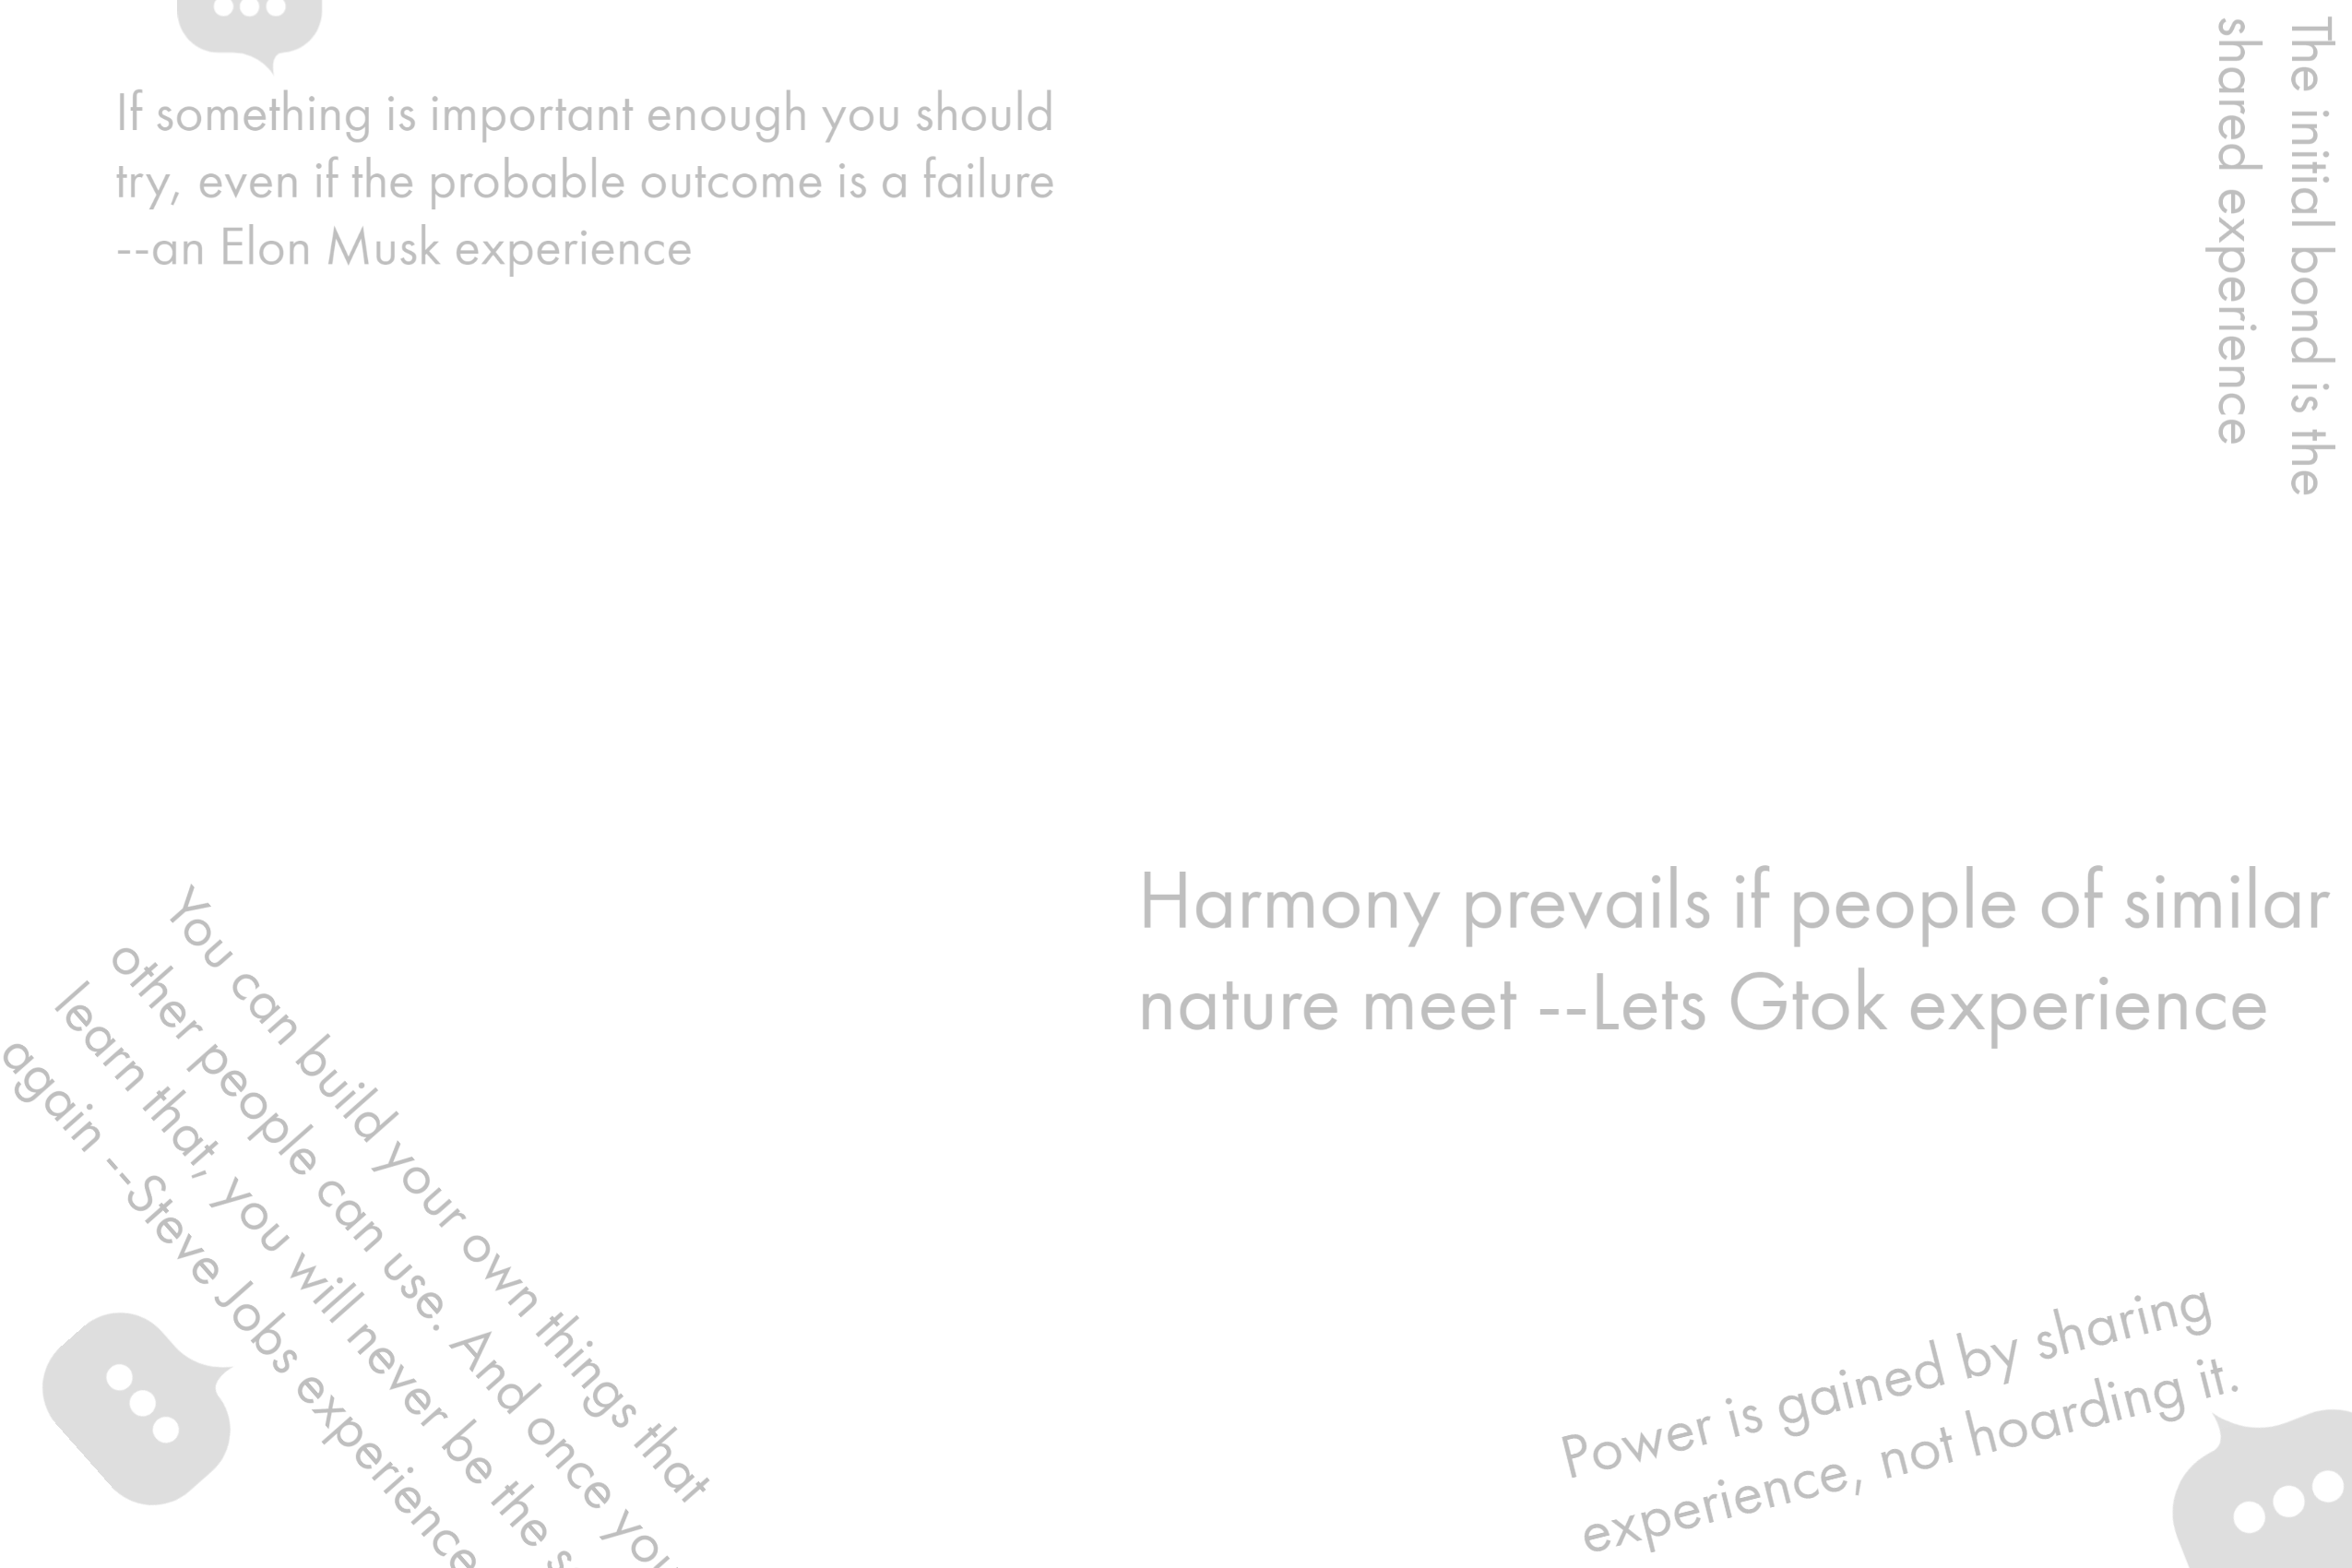 If something is important enough you should
try, even if the probable outcome is a failure
--an Elon Musk experience
The initial bond is the
shared experience
Harmony prevails if people of similar
nature meet --Lets Gtok experience
You can build your own things that
other people can use. And once you
learn that, you will never be the s
again --Steve Jobs experience
Power is gained by sharing
experience, not hoarding it.